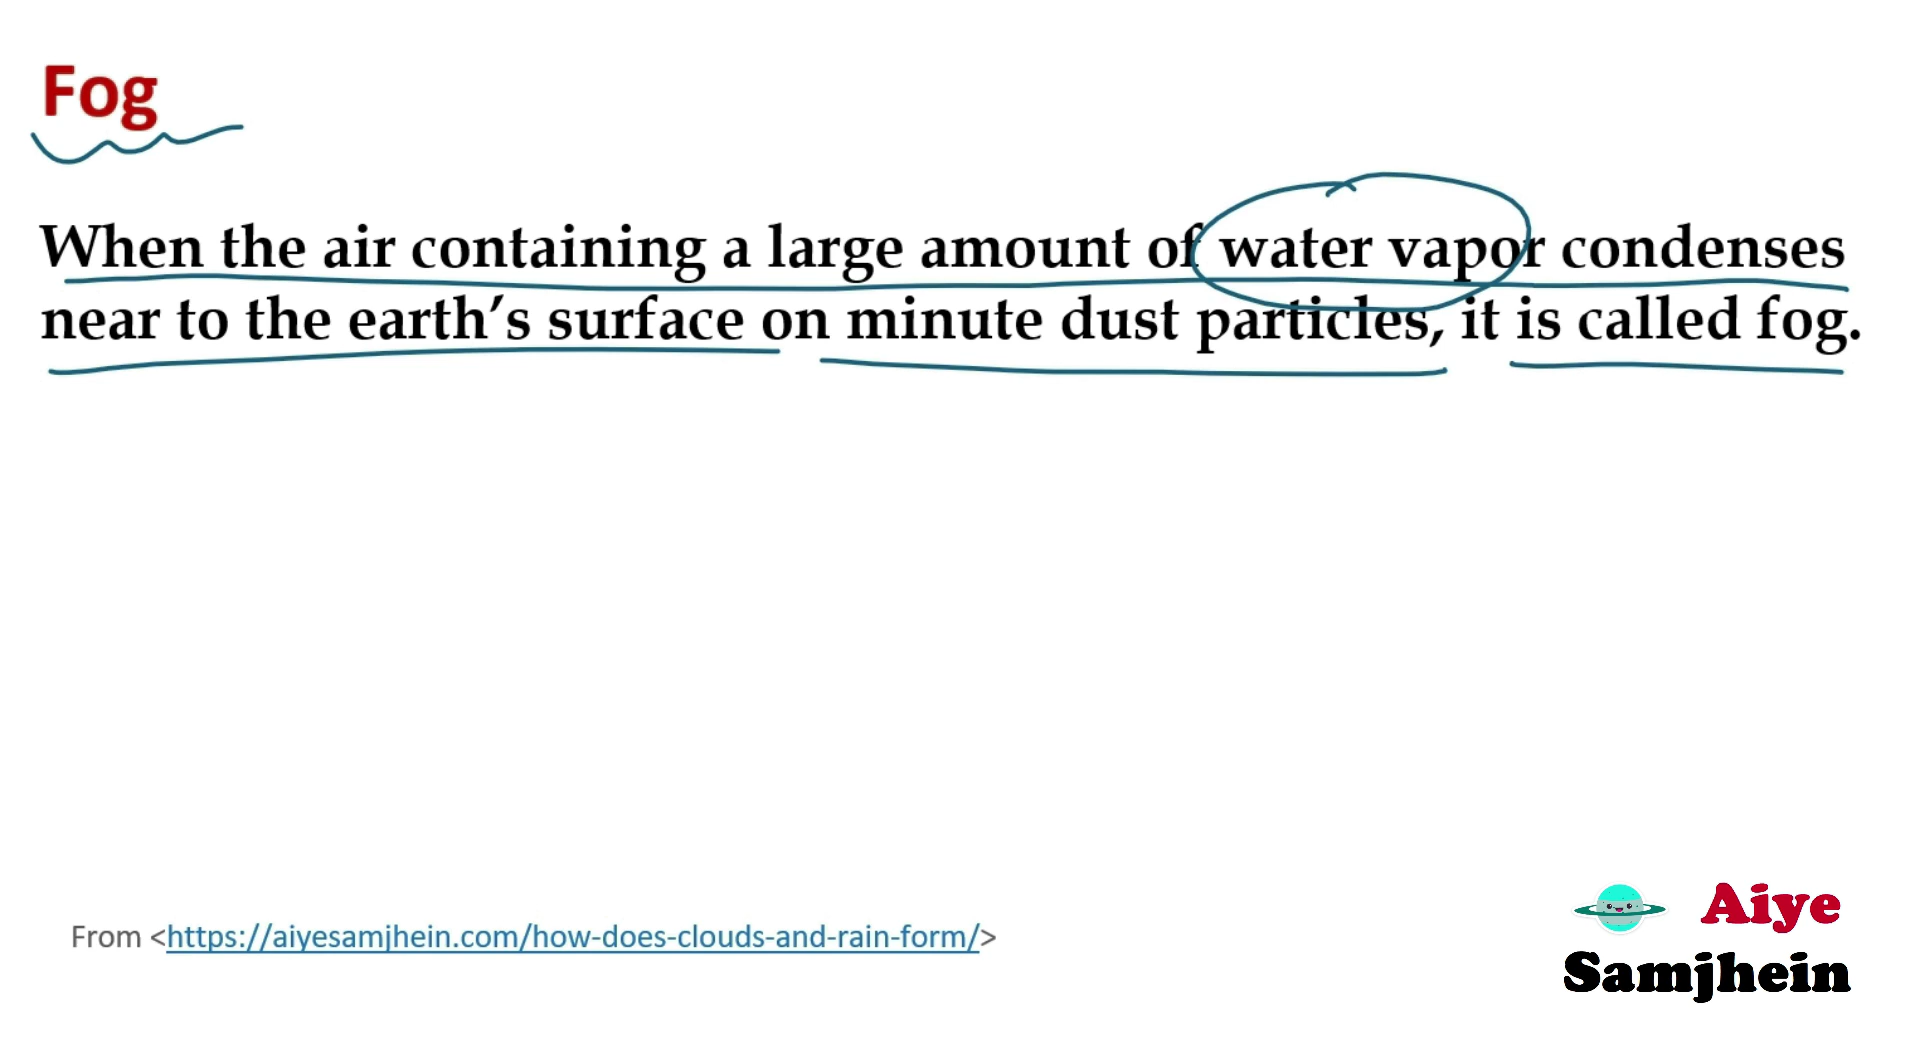 Fog
When the air containing a large amount of water vapor condenses
near to the earth’s surface on minute dust particles, it is called fog.
From <https://aiyesamjhein.com/how-does-clouds-and-rain-form/>
Aiye
Samjhein